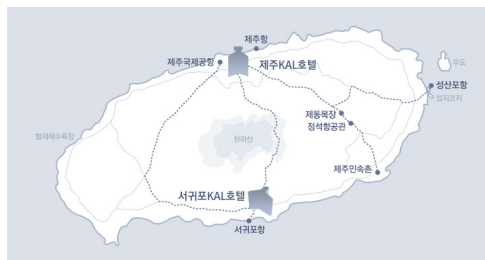 제주항
제주국제공항
제주KAL호텔
우도
성산포항
섭지코지
제동목장
정석항공관
협재해수욕장
한라산
제주민속촌
서귀포KAL호텔
서귀포항